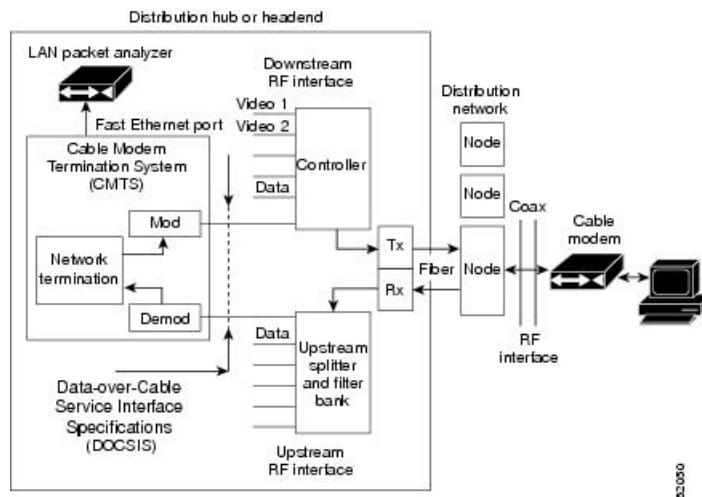 Distribution hub or headend
LAN packet analyzer
Downstream
RF interface
Distribution
network
Video 1
Video 2
Fast Ethernet port
Cable Modem
Termination System
(CMTS)
Controller
Node
Node
Data
Mod
Coax
Cable
modem
Network
termination
Tx
Fiber
Node
Rx
Demod
Data
Upstream
splitter
and filter
bank
RF
interface
Data-over-Cable
Service Interface
Specifications
(DOCSIS)
Upstream
RF interface
52050